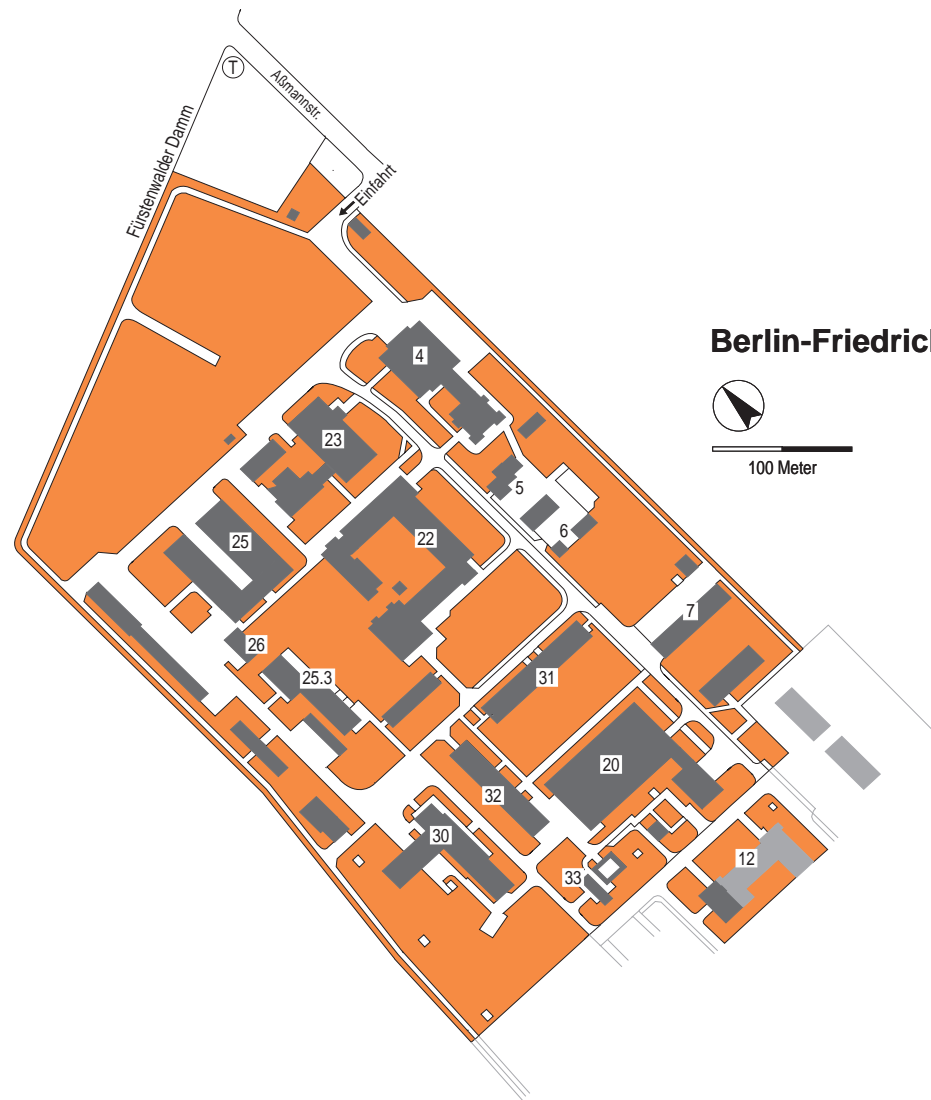 T
Aßmannstr.
Fürstenwalder Damm
Einfahrt
Berlin-Friedrich
100 Meter
4
23
5
6
22
25
7
26
25.3
31
20
32
30
33
12